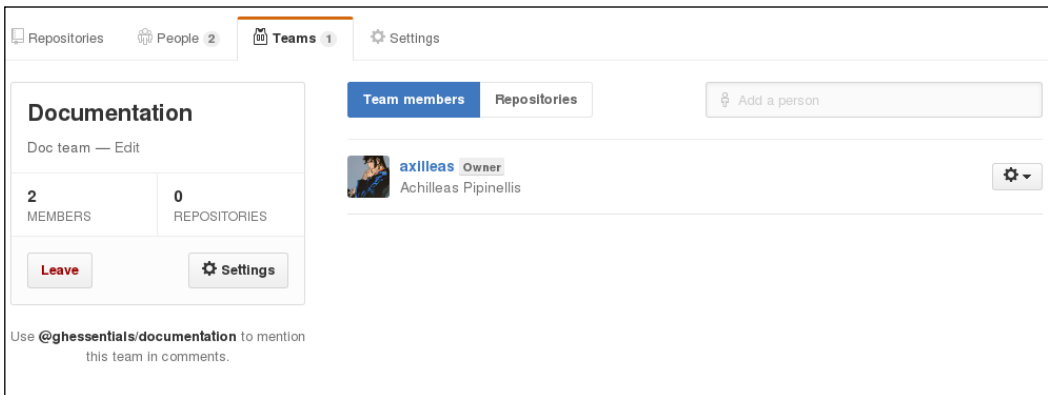 Repositories People 2 Teams 1 Settings
Documentation
Doc team — Edit
2 0
MEMBERS REPOSITORIES
Leave Settings
Use @ghessentials/documentation to mention
this team in comments.
Team members Repositories Add a person
axilleas Owner
Achilleas Pipinellis